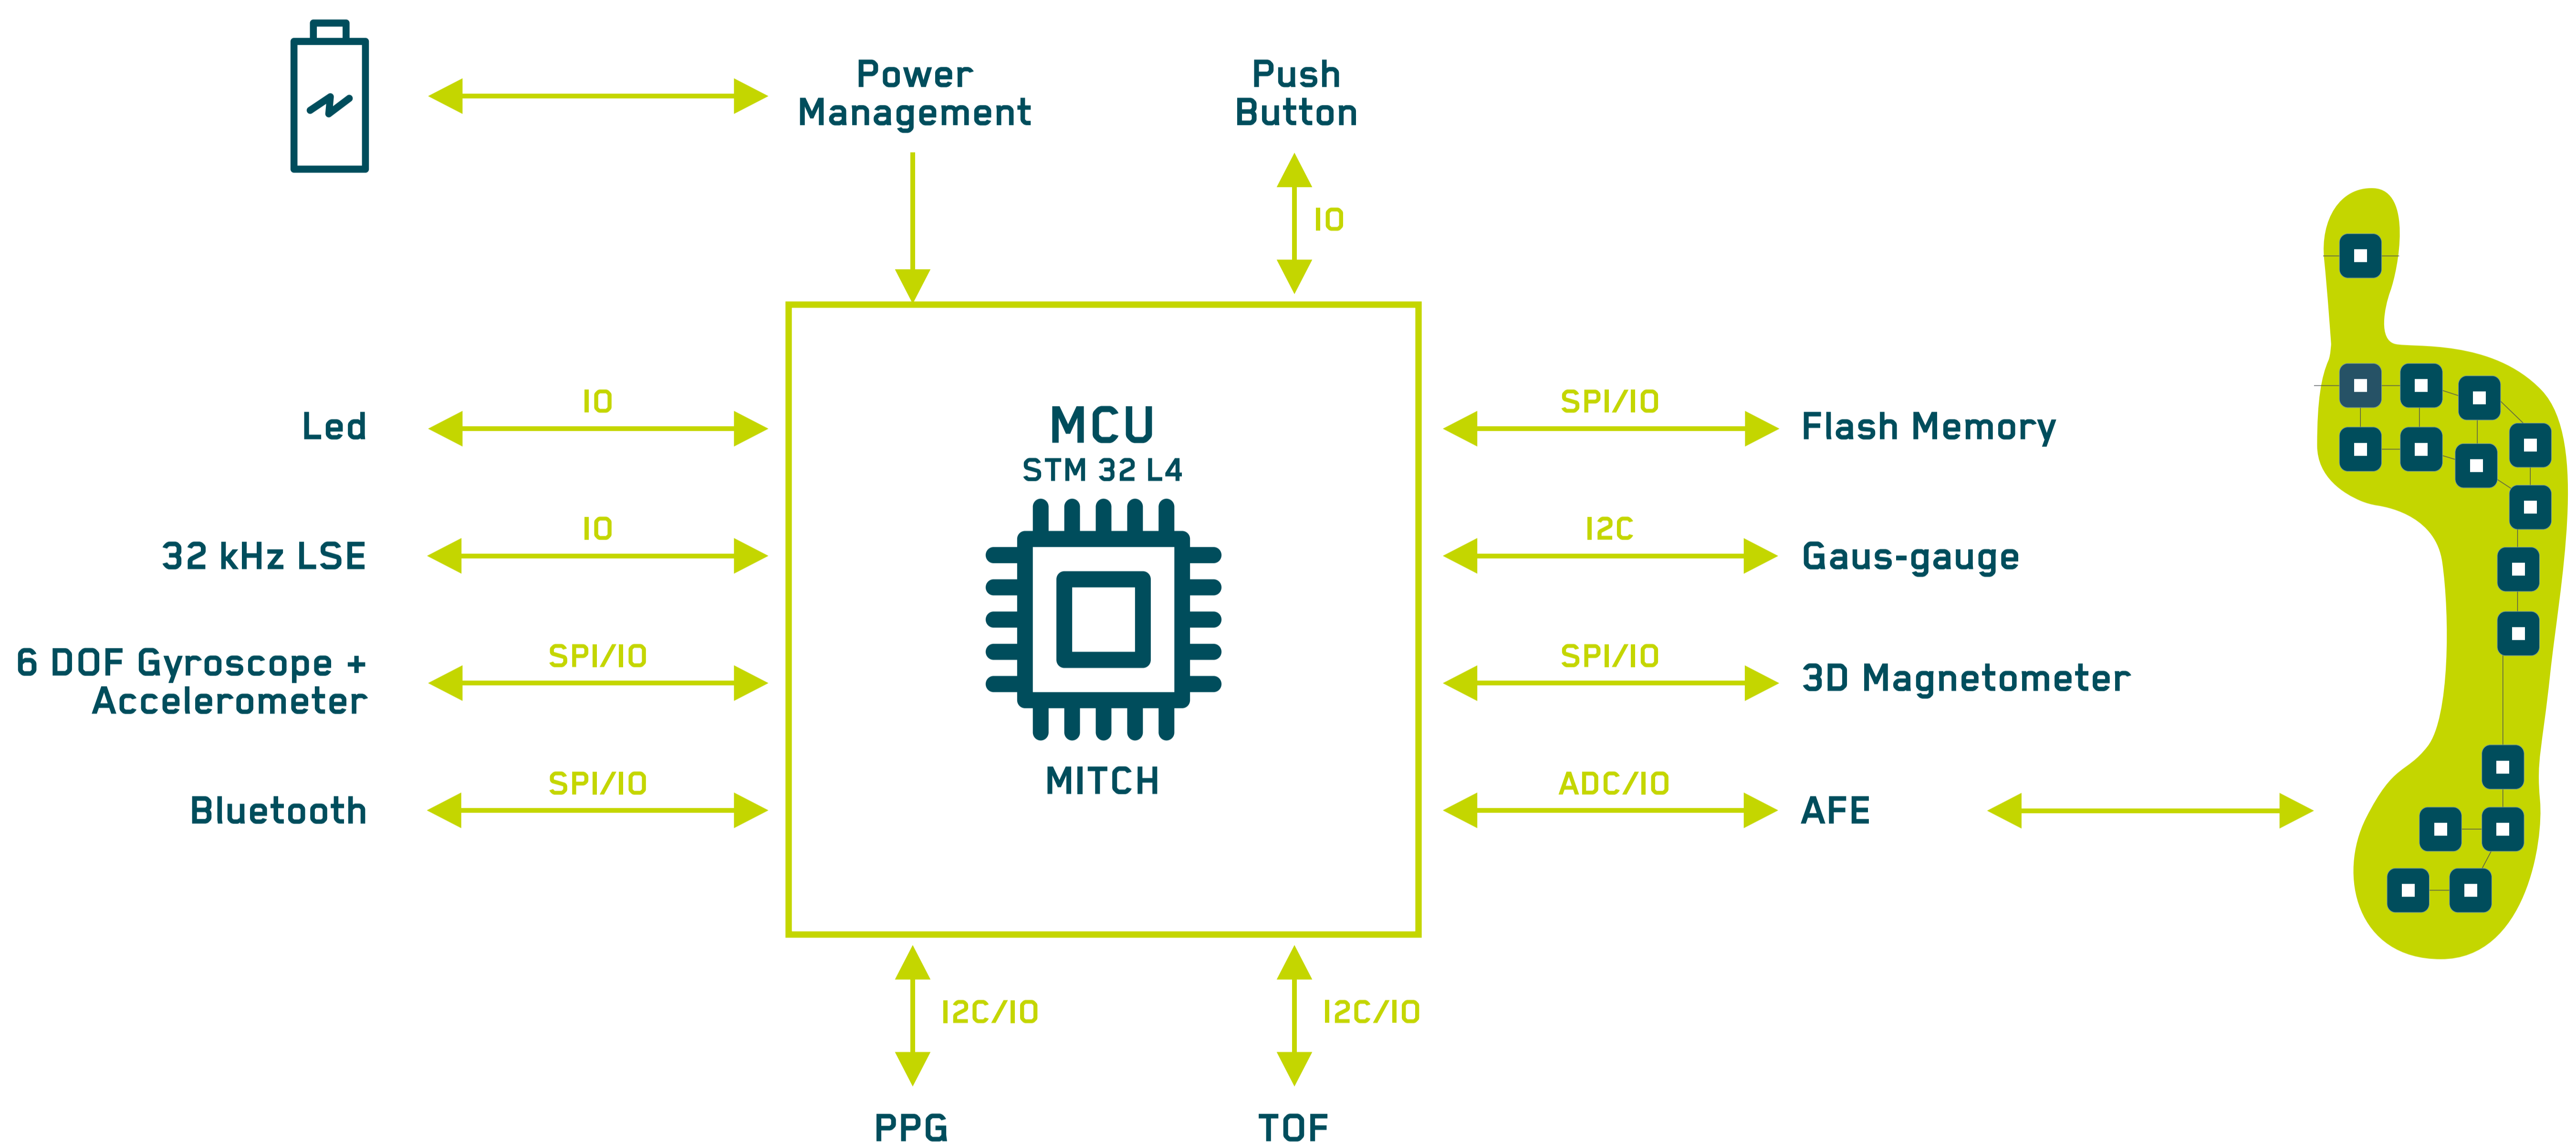 Power
Management
Push
Button
IO
Led
IO
MCU
STM 32 L4
SPI/IO
Flash Memory
32 kHz LSE
IO
I2C
Gaus-gauge
6 DOF Gyroscope +
Accelerometer
SPI/IO
SPI/IO
3D Magnetometer
Bluetooth
SPI/IO
MITCH
ADC/IO
AFE
I2C/IO
I2C/IO
PPG
TOF